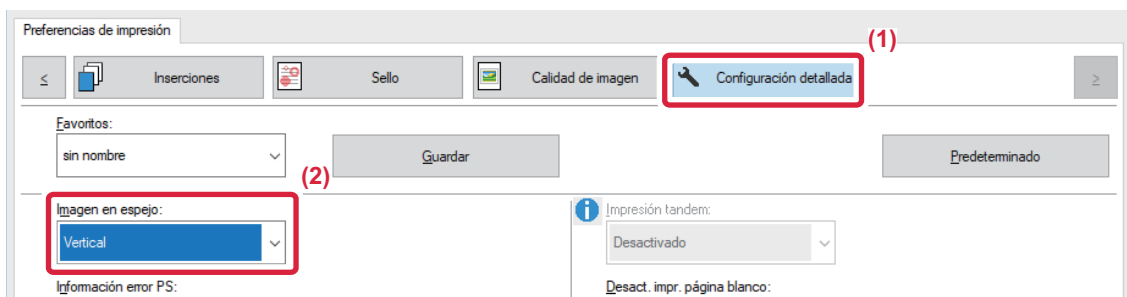 Preferencias de impresión
(1)
<
Inserciones
Sello
Calidad de imagen
Configuración detallada
>
Favoritos:
sin nombre
Guardar
Predeterminado
(2)
Imagen en espejo:
Vertical
Impresión tandem:
Desactivado
Información error PS:
Desact. impr. página blanco: